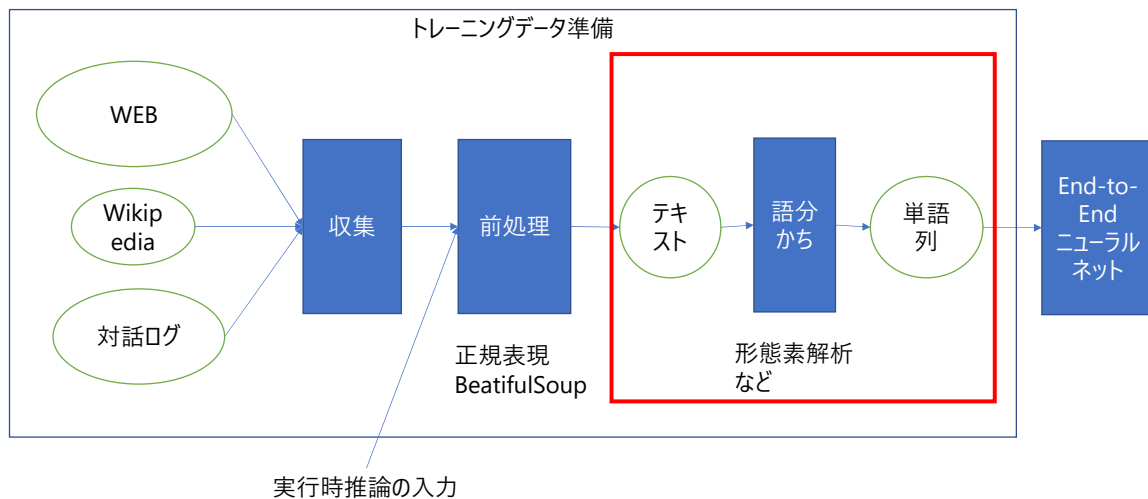 トレーニングデータ準備
WEB
Wikip
edia
対話ログ
収集
前処理
正規表現
BeatifulSoup
テキ
スト
語分
かち
形態素解析
など
単語
列
End-to-
End
ニューラル
ネット
実行時推論の入力